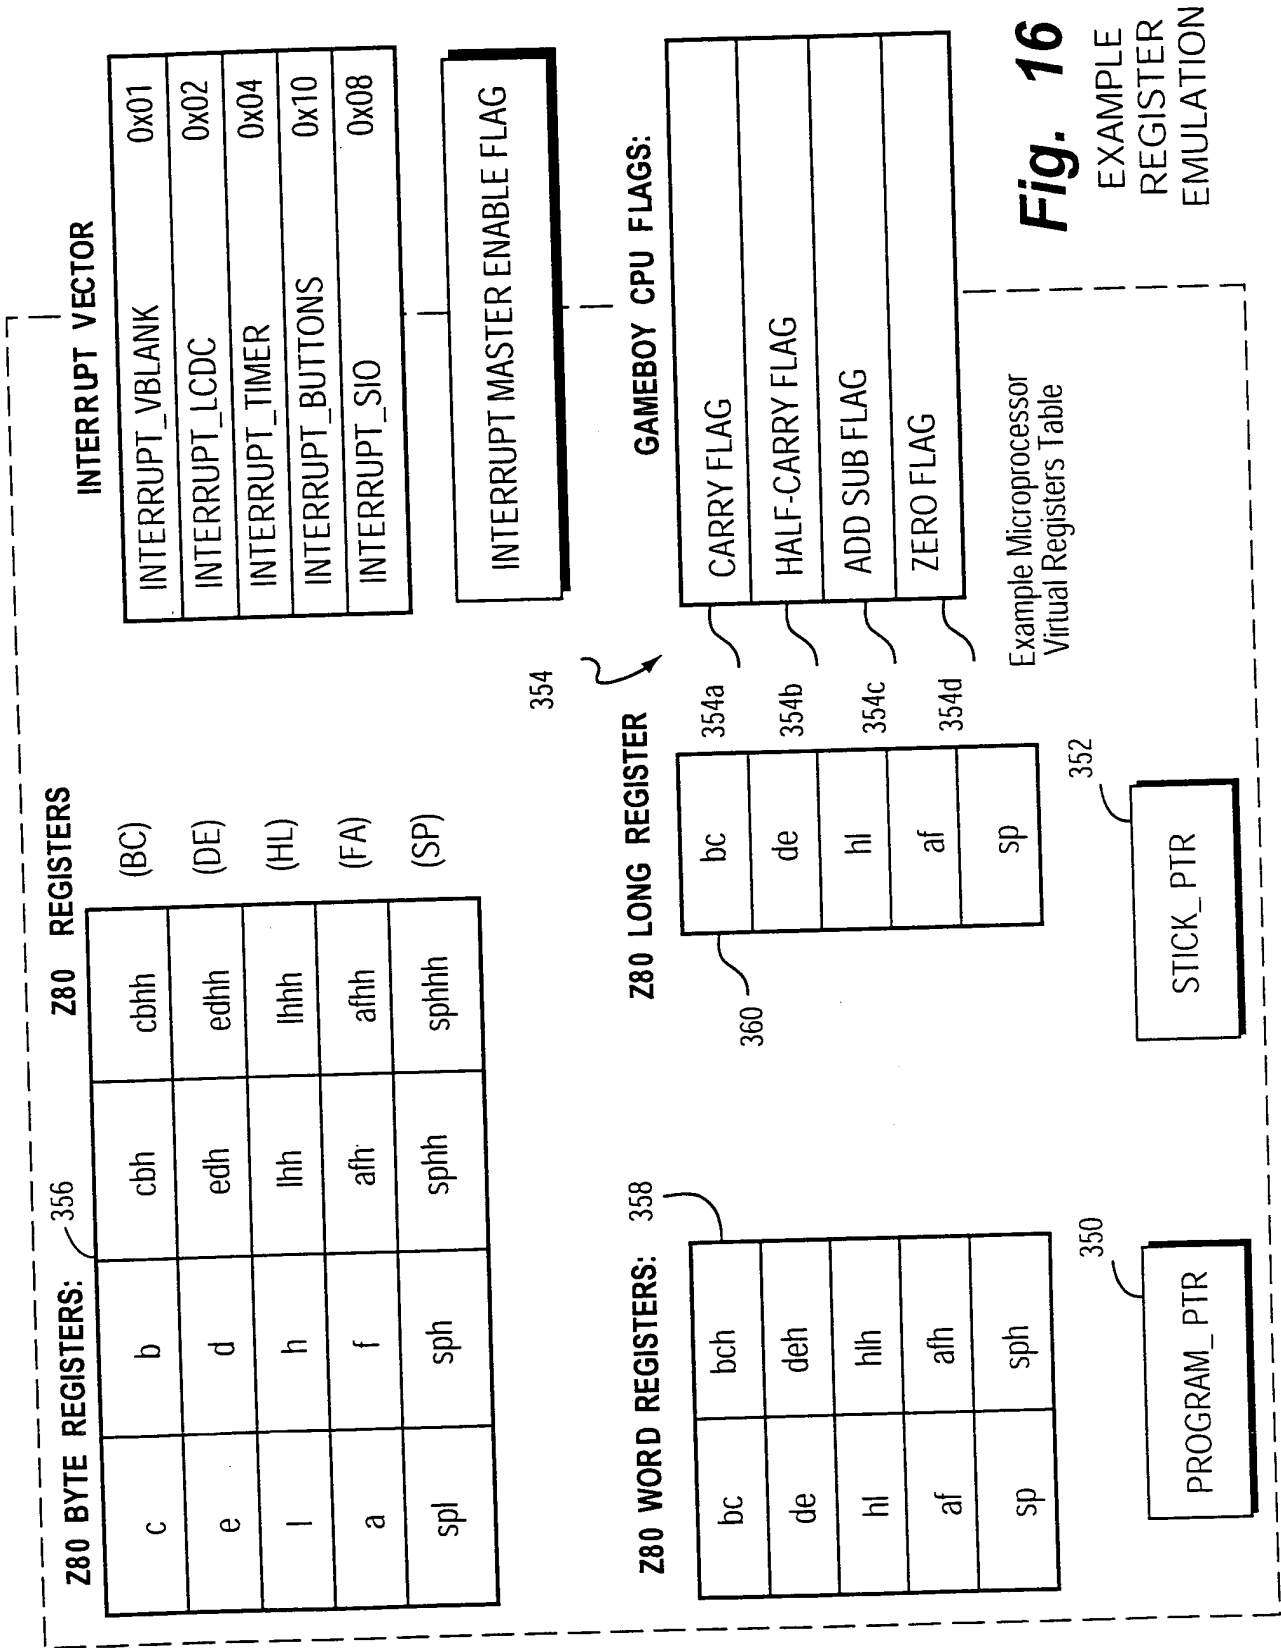 Z80 BYTE REGISTERS:
356
Z80 REGISTERS
c b cbh cbhh (BC)
e d edh edhh (DE)
l h lhh lhhh (HL)
a f afh afhh (FA)
spl sph sphh sphhh (SP)
INTERRUPT VECTOR
INTERRUPT_VBLANK 0x01
INTERRUPT_LCDC 0x02
INTERRUPT_TIMER 0x04
INTERRUPT_BUTTONS 0x10
INTERRUPT_SIO 0x08
INTERRUPT MASTER ENABLE FLAG
Z80 WORD REGISTERS:
358
bc bch
de deh
hl hlh
af afh
sp sph
Z80 LONG REGISTER
360
bc
de
hl
af
sp
354
GAMEBOY CPU FLAGS:
354a CARRY FLAG
354b HALF-CARRY FLAG
354c ADD SUB FLAG
354d ZERO FLAG
Example Microprocessor
Virtual Registers Table
350
PROGRAM_PTR
352
STICK_PTR
Fig. 16
EXAMPLE
REGISTER
EMULATION